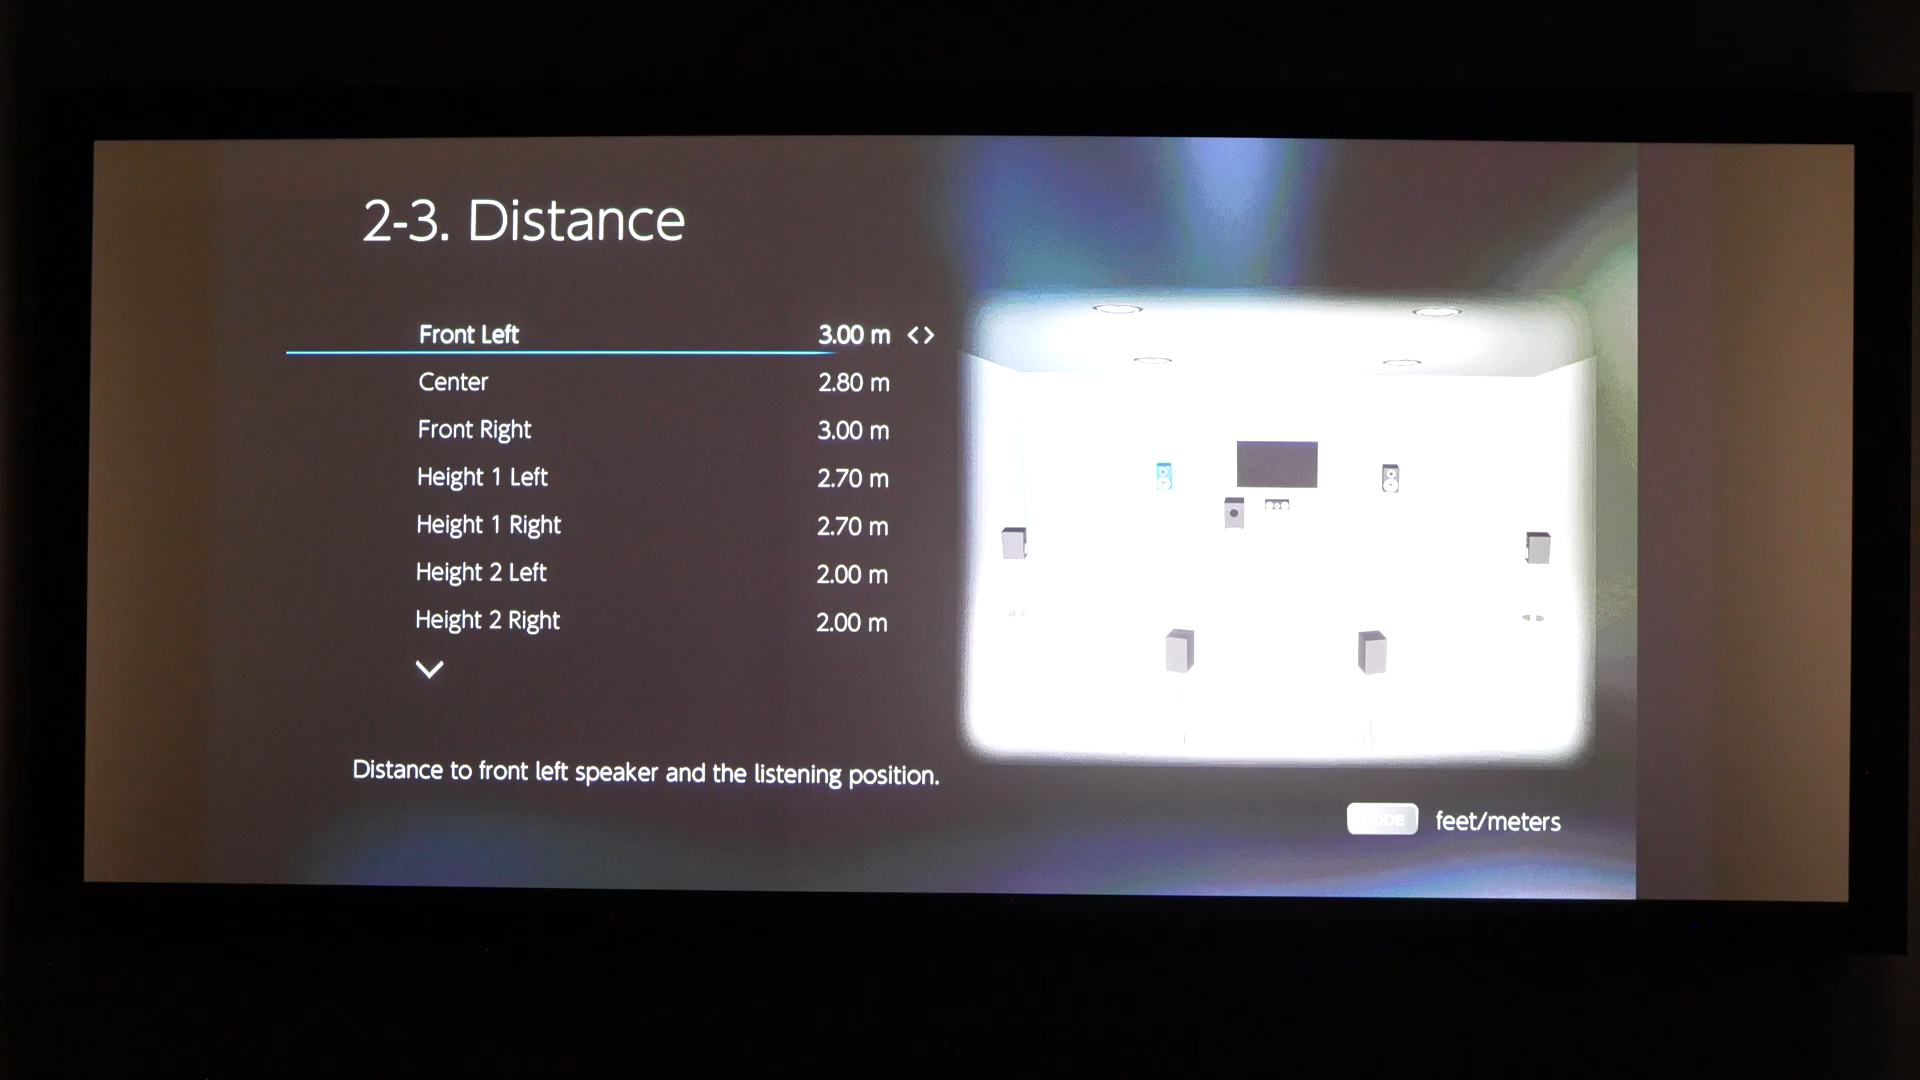 2-3. Distance
Front Left 3.00 m <>
Center 2.80 m
Front Right 3.00 m
Height 1 Left 2.70 m
Height 1 Right 2.70 m
Height 2 Left 2.00 m
Height 2 Right 2.00 m
Distance to front left speaker and the listening position.
MODE feet/meters